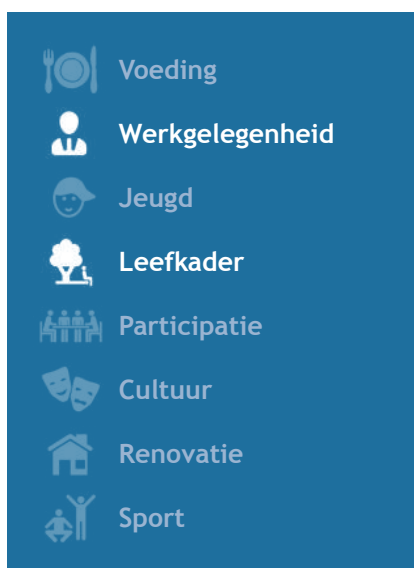 Voeding
Werkgelegenheid
Jeugd
Leefkader
Participatie
Cultuur
Renovatie
Sport